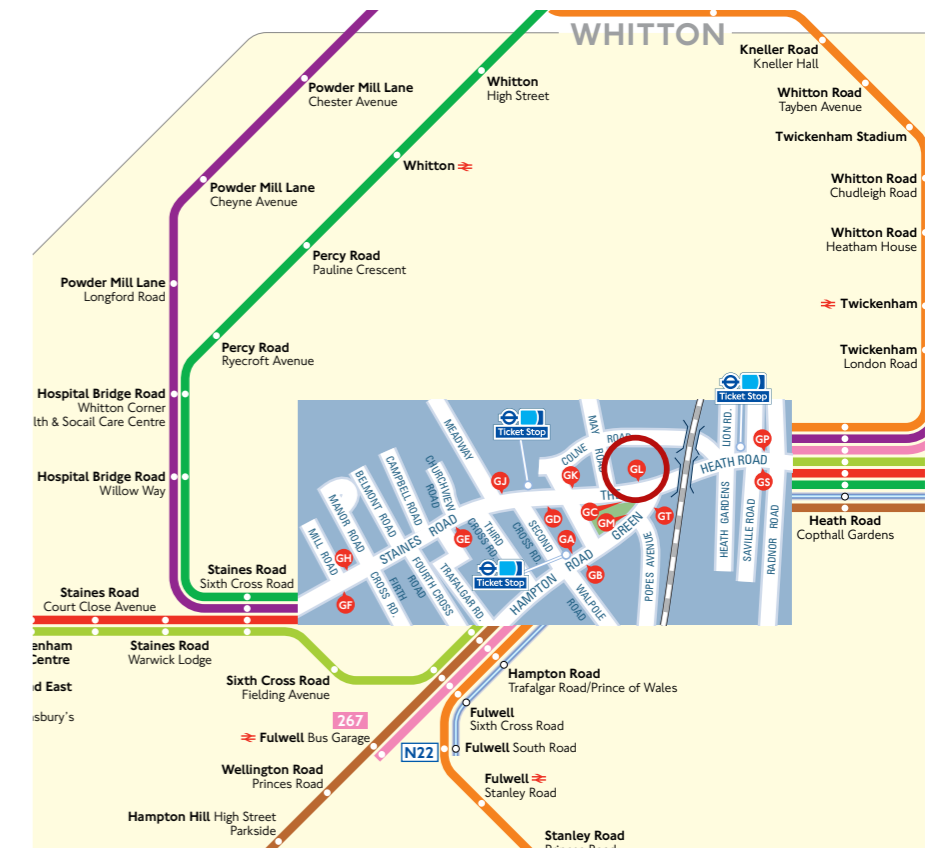 WHITTON
Kneller Road
Kneller Hall
Whitton Road
Tayben Avenue
Twickenham Stadium
Whitton Road
Chudleigh Road
Whitton Road
Heatham House
Twickenham
Twickenham
London Road
Powder Mill Lane
Chester Avenue
Whitton
High Street
Whitton
Powder Mill Lane
Cheyne Avenue
Percy Road
Pauline Crescent
Powder Mill Lane
Longford Road
Percy Road
Ryecroft Avenue
Hospital Bridge Road
Whitton Corner
lth & Socail Care Centre
Hospital Bridge Road
Willow Way
Staines Road
Sixth Cross Road
Staines Road
Court Close Avenue
Ticket Stop
Ticket Stop
Ticket Stop
MEADWAY
MAY
ROAD
COLNE
ROAD
LION RD.
HEATH ROAD
GP
GS
GL
GK
GJ
THE
GREEN
GC
GM
GT
GD
GA
GE
GB
GH
GF
CHURCHVIEW
ROAD
CAMPBELL ROAD
BELMONT ROAD
MANOR ROAD
MILL ROAD
STAINES ROAD
THIRD
CROSS RD.
SECOND
CROSS RD.
FIRTH
ROAD
CROSS RD.
FOURTH CROSS
TRAFALGAR RD.
HAMPTON ROAD
WALPOLE
ROAD
POPES AVENUE
HEATH GARDENS
SAVILLE ROAD
RADNOR ROAD
Heath Road
Copthall Gardens
enham
Centre
nd East
nsbury's
Staines Road
Warwick Lodge
Sixth Cross Road
Fielding Avenue
267
Fulwell Bus Garage
Wellington Road
Princes Road
Hampton Hill High Street
Parkside
Hampton Road
Trafalgar Road/Prince of Wales
Fulwell
Sixth Cross Road
Fulwell South Road
N22
Fulwell
Stanley Road
Stanley Road